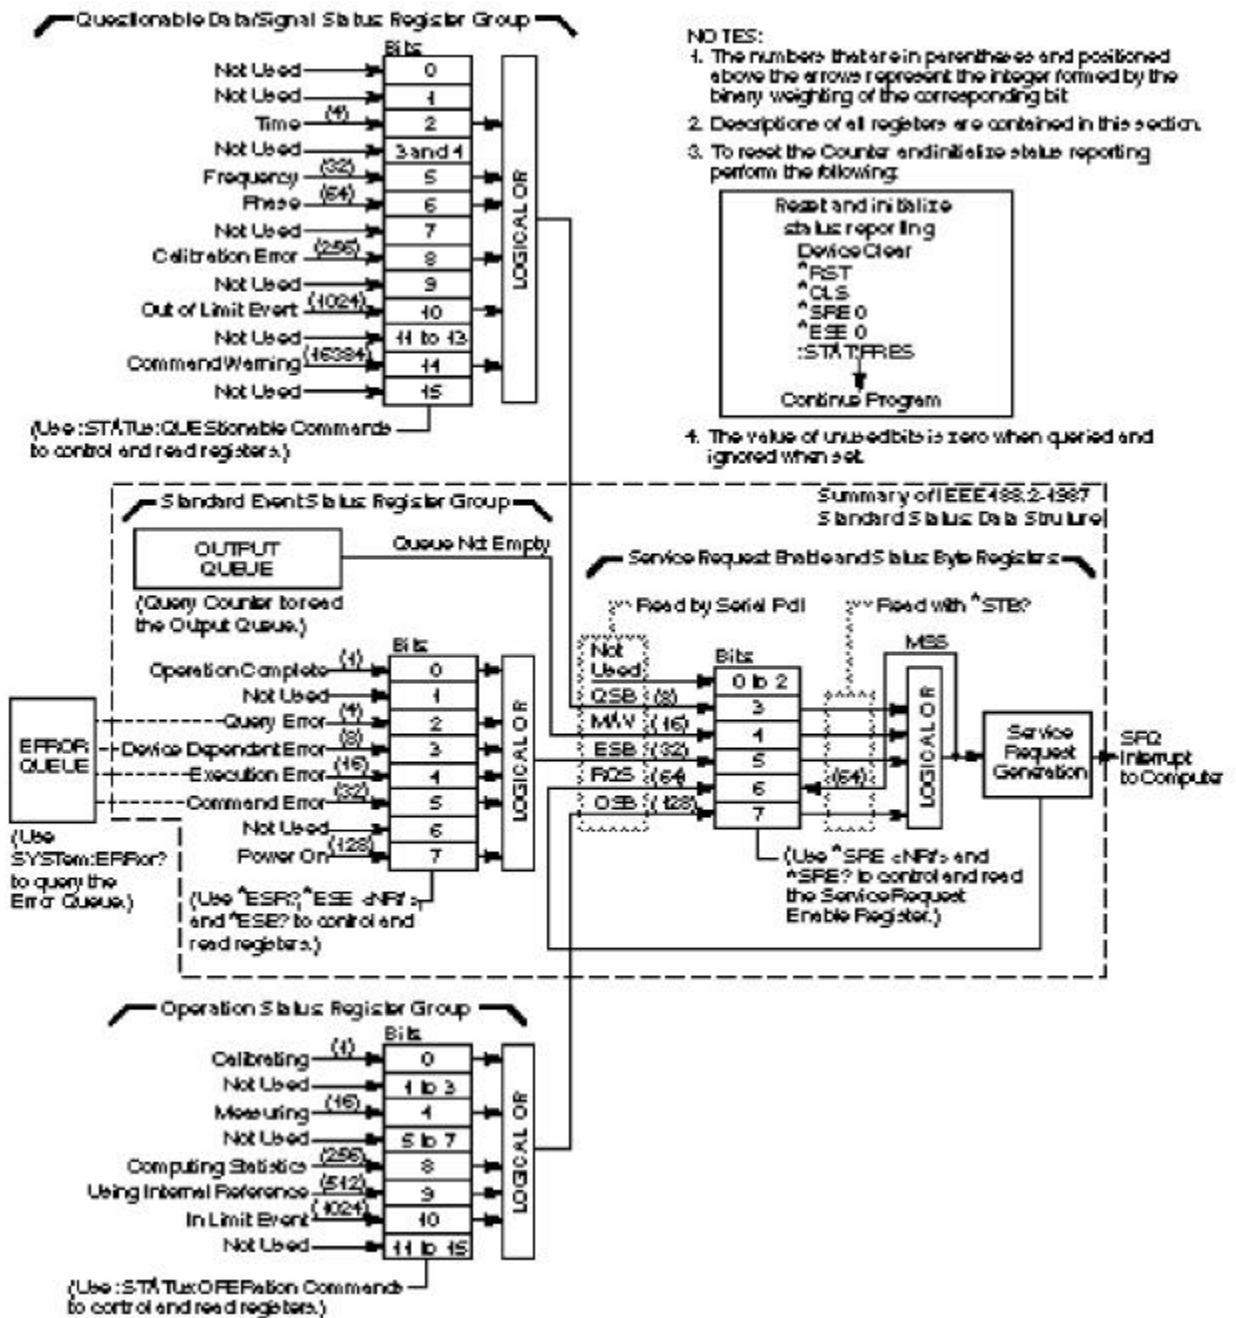 Questionable Data/Signal Status Register Group
Bits
Not Used 0
Not Used 1
Time (4) 2
Not Used 3 and 4
Frequency (32) 5
Phase (64) 6
Not Used 7
Calibration Error (256) 8
Not Used 9
Out of Limit Event (1024) 10
Not Used 11 to 13
Command Warning (16384) 14
Not Used 15
LOGICAL OR
(Use :STATus:QUEStionable Commands
to control and read registers.)
NOTES:
1. The numbers that are in parentheses and positioned
above the arrows represent the integer formed by the
binary weighting of the corresponding bit.
2. Descriptions of all registers are contained in this section.
3. To reset the Counter and initialize status reporting
perform the following:
Reset and initialize
status reporting
Device Clear
*RST
*CLS
*SRE 0
*ESE 0
:STAT:PRES
Continue Program
4. The value of unused bits is zero when queried and
ignored when set.
Summary of IEEE 488.2-1987
Standard Status Data Struture
Standard Event Status Register Group
OUTPUT
QUEUE
Queue Not Empty
(Query Counter to read
the Output Queue.)
Bits
Operation Complete (1) 0
Not Used 1
Query Error (4) 2
Device Dependent Error (8) 3
Execution Error (16) 4
Command Error (32) 5
Not Used 6
Power On (128) 7
LOGICAL OR
ERROR
QUEUE
(Use
SYSTem:ERRor?
to query the
Error Queue.)
(Use *ESR?, *ESE <NRf>,
and *ESE? to control and
read registers.)
Service Request Enable and Status Byte Registers
Read by Serial Poll
Read with *STB?
Bits
Not
Used 0 to 2
QSB (8) 3
MAV (16) 4
ESB (32) 5
RQS (64) 6 (64)
OSB (128) 7
MSS
LOGICAL OR
Service
Request
Generation
SRQ
Interrupt
to Computer
(Use *SRE <NRf> and
*SRE? to control and read
the Service Request
Enable Register.)
Operation Status Register Group
Bits
Calibrating (1) 0
Not Used 1 to 3
Measuring (16) 4
Not Used 5 to 7
Computing Statistics (256) 8
Using Internal Reference (512) 9
In Limit Event (1024) 10
Not Used 11 to 15
LOGICAL OR
(Use :STATus:OPERation Commands
to control and read registers.)